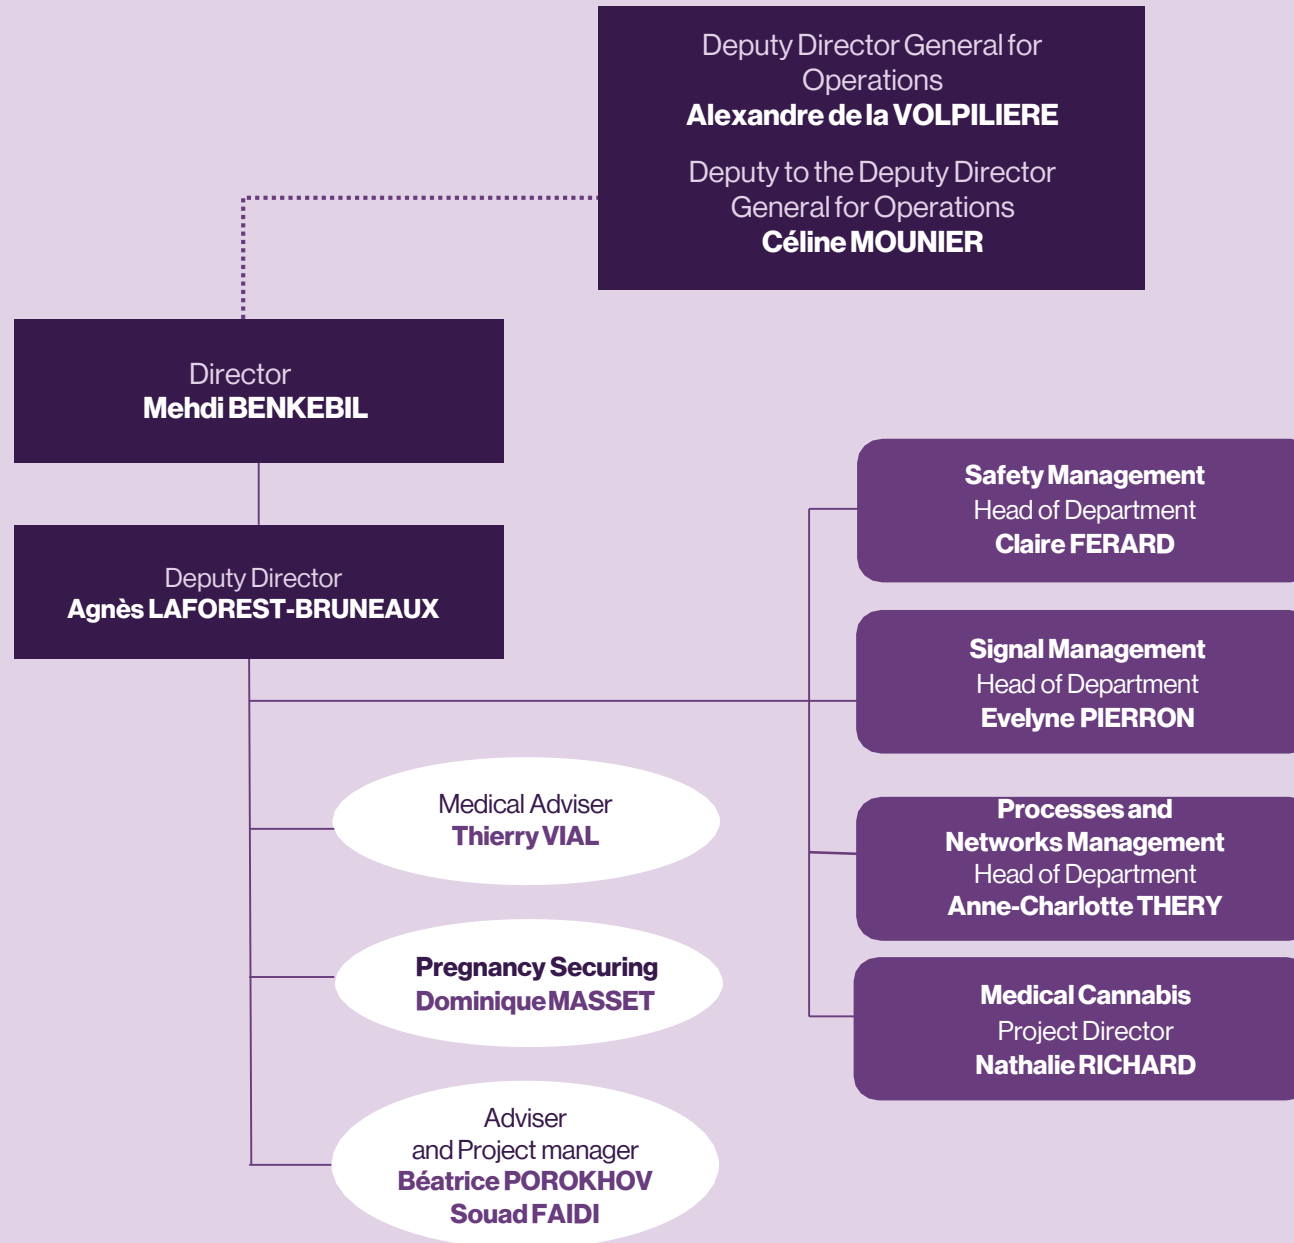 Deputy Director General for
Operations
Alexandre de la VOLPILIERE
Deputy to the Deputy Director
General for Operations
Céline MOUNIER
Director
Mehdi BENKEBIL
Deputy Director
Agnès LAFOREST-BRUNEAUX
Safety Management
Head of Department
Claire FERARD
Signal Management
Head of Department
Evelyne PIERRON
Processes and
Networks Management
Head of Department
Anne-Charlotte THERY
Medical Cannabis
Project Director
Nathalie RICHARD
Medical Adviser
Thierry VIAL
Pregnancy Securing
Dominique MASSET
Adviser
and Project manager
Béatrice POROKHOV
Souad FAIDI